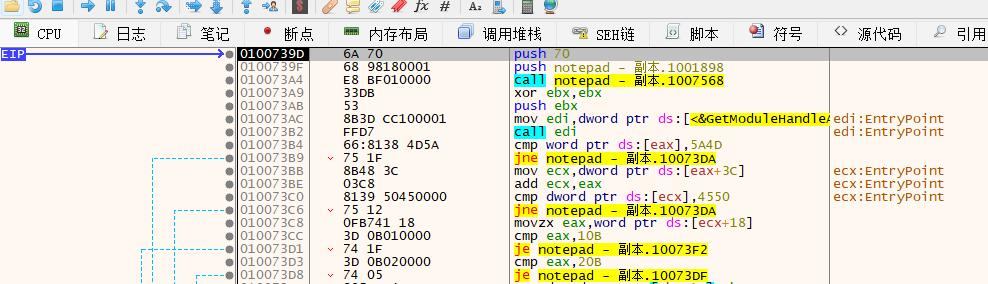 $ fx # A₂
CPU 日志 笔记 断点 内存布局 调用堆栈 SEH链 脚本 符号 源代码 引用
EIP 0100739D 6A 70 push 70
0100739F 68 98180001 push notepad - 副本.1001898
010073A4 E8 BF010000 call notepad - 副本.1007568
010073A9 33DB xor ebx,ebx
010073AB 53 push ebx
010073AC 8B3D CC100001 mov edi,dword ptr ds:[<&GetModuleHandleA edi:EntryPoint
010073B2 FFD7 call edi edi:EntryPoint
010073B4 66:8138 4D5A cmp word ptr ds:[eax],5A4D
010073B9 75 1F jne notepad - 副本.10073DA
010073BB 8B48 3C mov ecx,dword ptr ds:[eax+3C] ecx:EntryPoint
010073BE 03C8 add ecx,eax ecx:EntryPoint
010073C0 8139 50450000 cmp dword ptr ds:[ecx],4550 ecx:EntryPoint
010073C6 75 12 jne notepad - 副本.10073DA
010073C8 0FB741 18 movzx eax,word ptr ds:[ecx+18]
010073CC 3D 0B010000 cmp eax,10B
010073D1 74 1F je notepad - 副本.10073F2
010073D3 3D 0B020000 cmp eax,20B
010073D8 74 05 je notepad - 副本.10073DF